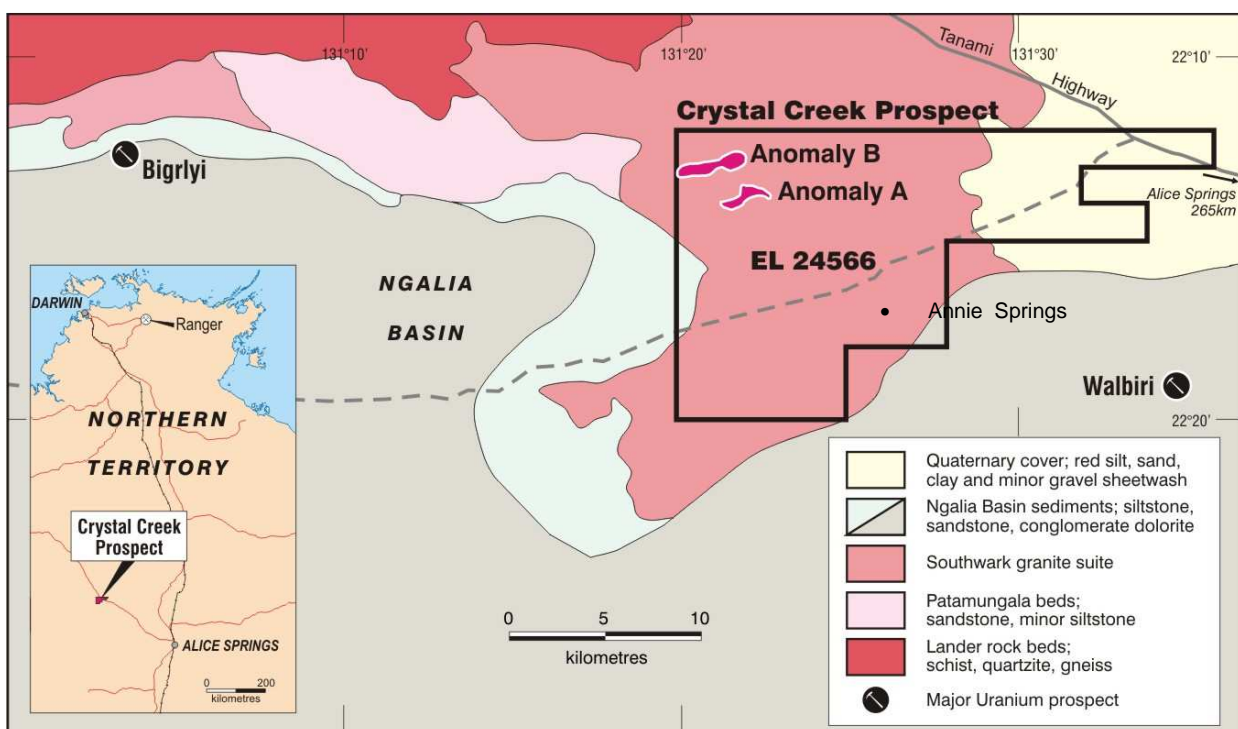 131°10'
131°20'
131°30'
22°10'
Tanami
Highway
Crystal Creek Prospect
Anomaly B
Anomaly A
Bigrlyi
Alice Springs
265km
EL 24566
NGALIA
BASIN
Annie Springs
Walbiri
22°20'
DARWIN
Ranger
NORTHERN
TERRITORY
Crystal Creek
Prospect
ALICE SPRINGS
0 200
kilometres
0 5 10
kilometres
Quaternary cover; red silt, sand,
clay and minor gravel sheetwash
Ngalia Basin sediments; siltstone,
sandstone, conglomerate dolorite
Southwark granite suite
Patamungala beds;
sandstone, minor siltstone
Lander rock beds;
schist, quartzite, gneiss
Major Uranium prospect